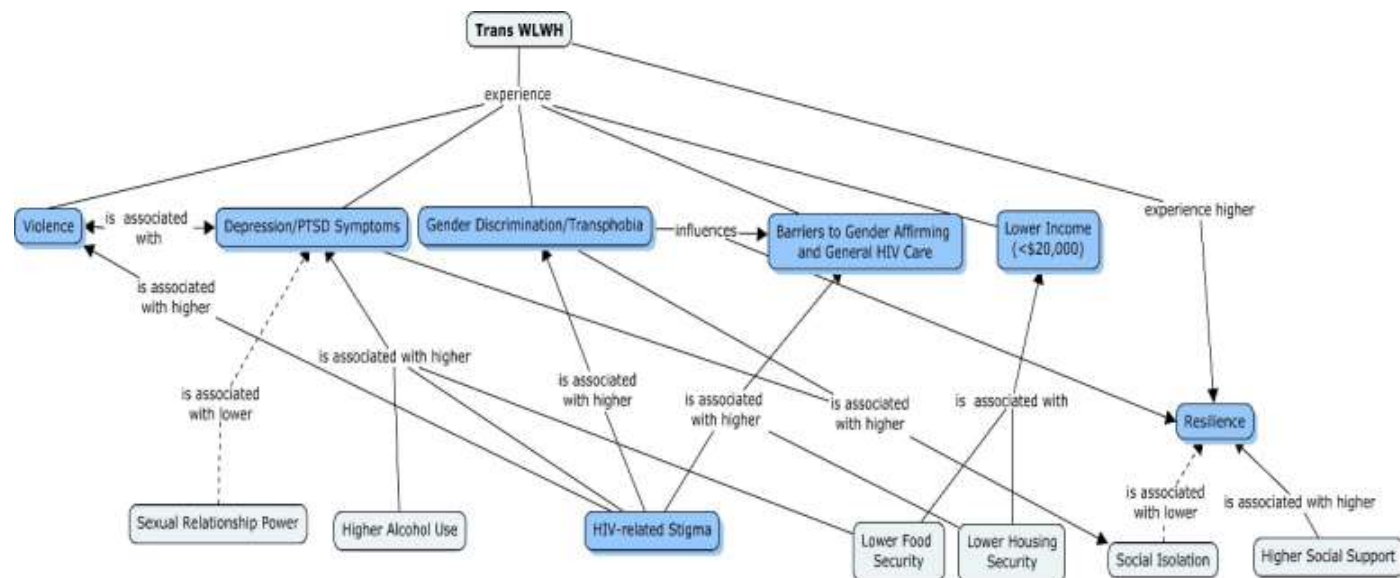 Trans WLWH
experience
experience higher
Violence
is associated
with
Depression/PTSD Symptoms
Gender Discrimination/Transphobia
influences
Barriers to Gender Affirming
and General HIV Care
Lower Income
(<$20,000)
is associated
with higher
is associated with higher
is associated
with lower
is associated
with higher
is associated
with higher
is associated
with higher
is associated with
Resilience
is associated
with lower
is associated with higher
Sexual Relationship Power
Higher Alcohol Use
HIV-related Stigma
Lower Food
Security
Lower Housing
Security
Social Isolation
Higher Social Support